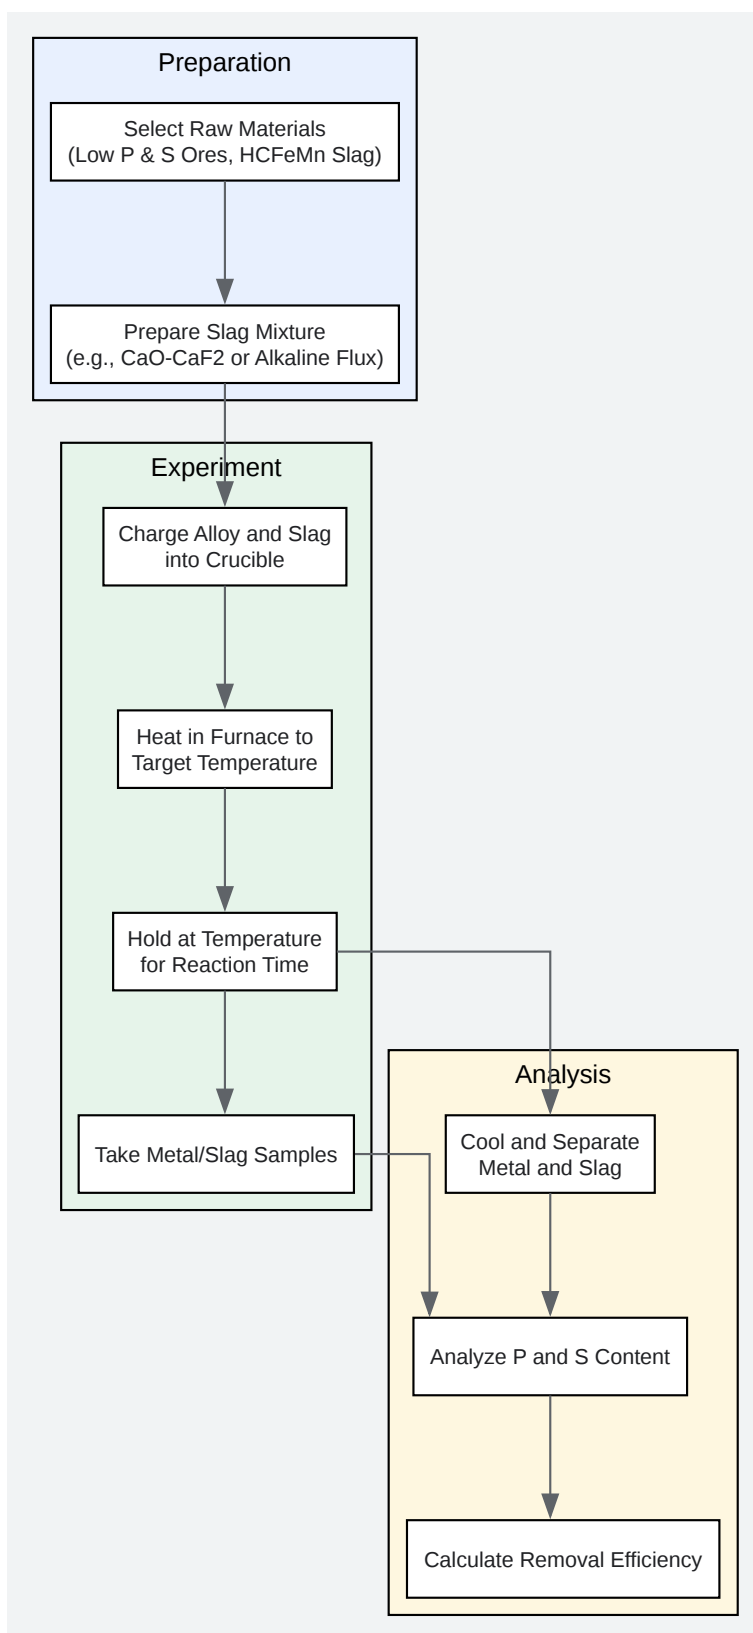 Preparation
Select Raw Materials
(Low P & S Ores, HCFeMn Slag)
Prepare Slag Mixture
(e.g., CaO-CaF2 or Alkaline Flux)
Experiment
Charge Alloy and Slag
into Crucible
Heat in Furnace to
Target Temperature
Hold at Temperature
for Reaction Time
Take Metal/Slag Samples
Analysis
Cool and Separate
Metal and Slag
Analyze P and S Content
Calculate Removal Efficiency